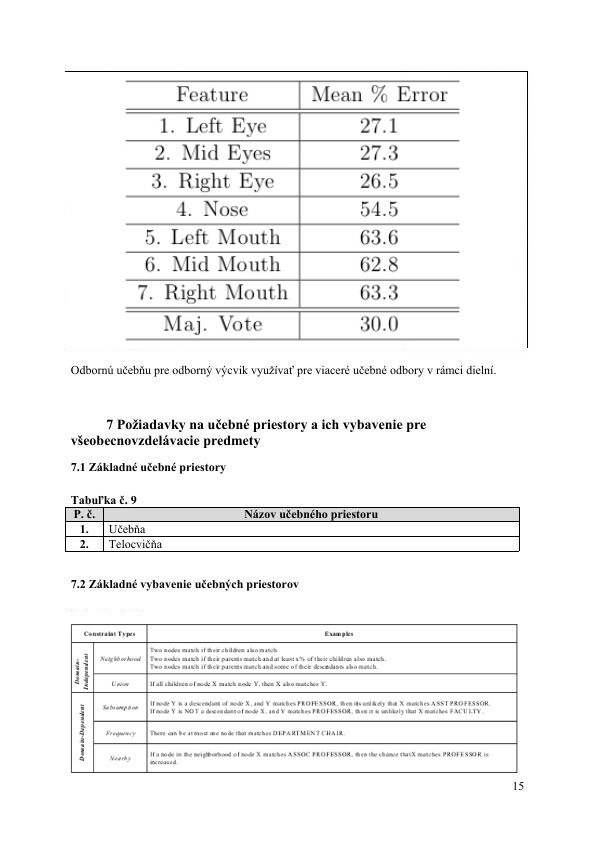 Feature Mean % Error
1. Left Eye 27.1
2. Mid Eyes 27.3
3. Right Eye 26.5
4. Nose 54.5
5. Left Mouth 63.6
6. Mid Mouth 62.8
7. Right Mouth 63.3
Maj. Vote 30.0
Odbornú učebňu pre odborný výcvik využívať pre viaceré učebné odbory v rámci dielní.
7 Požiadavky na učebné priestory a ich vybavenie pre
všeobecnovzdelávacie predmety
7.1 Základné učebné priestory
Tabuľka č. 9
P. č. Názov učebného priestoru
1. Učebňa
2. Telocvičňa
7.2 Základné vybavenie učebných priestorov
Constraint Types Examples
Domain-Independent
Neighborhood
Two nodes match if their children also match.
Two nodes match if their parents match and at least x% of their children also match.
Two nodes match if their parents match and some of their descendants also match.
Union If all children of node X match node Y, then X also matches Y.
Domain-Dependent
Subsumption
If node Y is a descendant of node X, and Y matches PROFESSOR, then it is unlikely that X matches ASST PROFESSOR.
If node Y is NOT a descendant of node X, and Y matches PROFESSOR, then it is unlikely that X matches FACULTY.
Frequency There can be at most one node that matches DEPARTMENT CHAIR.
Nearby
If a node in the neighborhood of node X matches ASSOC PROFESSOR, then the chance that X matches PROFESSOR is
increased.
15